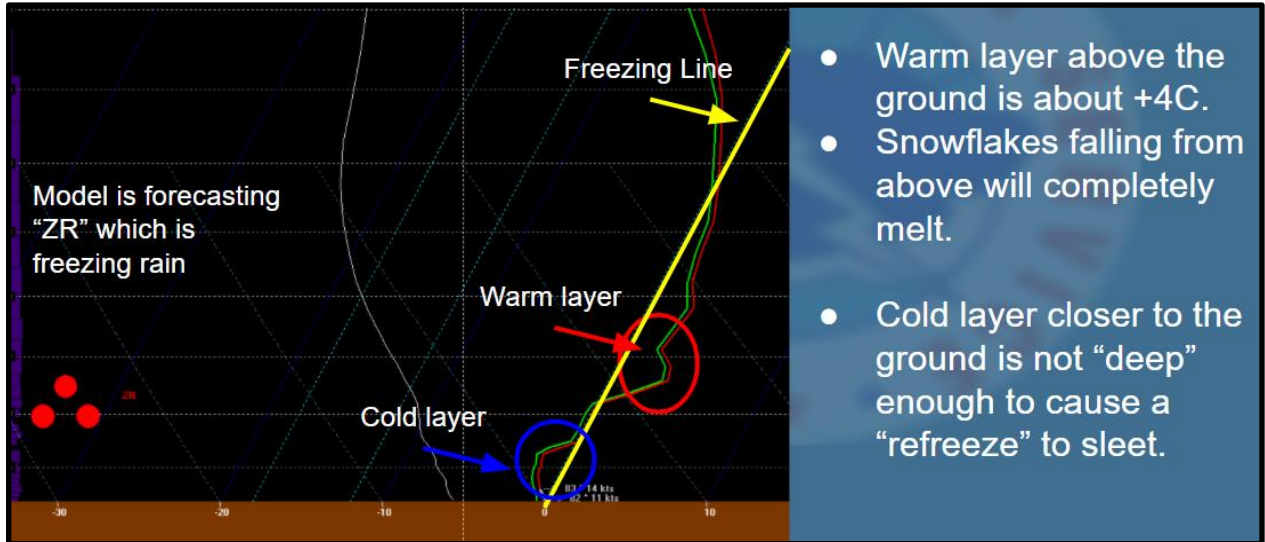 Freezing Line
Model is forecasting
“ZR” which is
freezing rain
Warm layer
ZR
Cold layer
83 * 14 kts
82 * 11 kts
-30
-20
0
10
● Warm layer above the
ground is about +4C.
● Snowflakes falling from
above will completely
melt.
● Cold layer closer to the
ground is not “deep”
enough to cause a
“refreeze” to sleet.